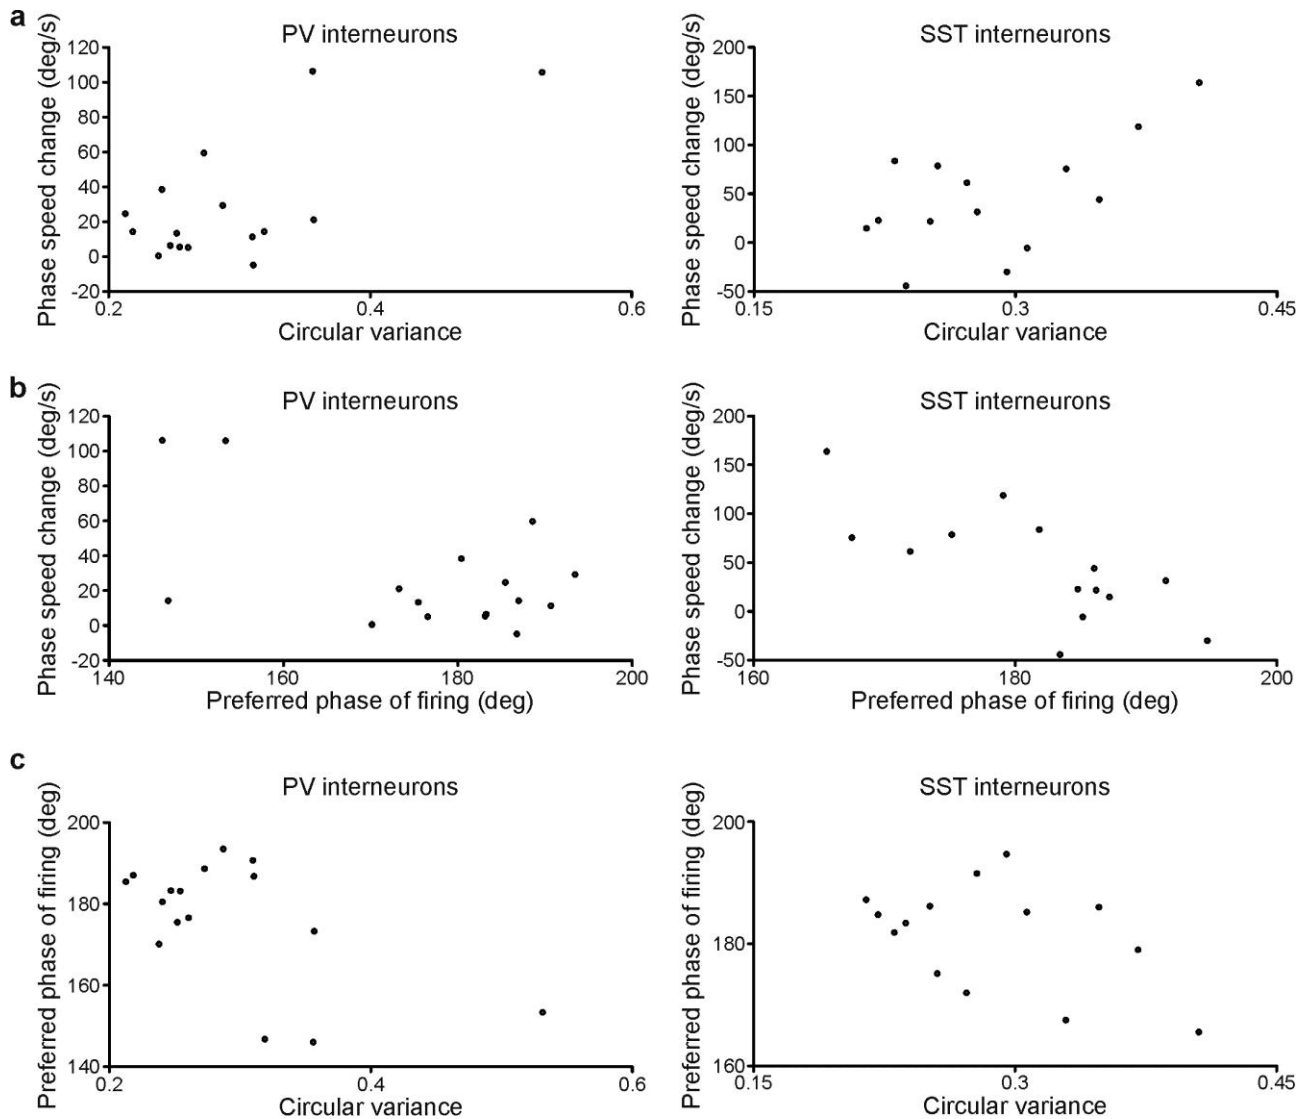 a
PV interneurons
Phase speed change (deg/s)
120
100
80
60
40
20
0
-20
0.2
0.4
0.6
Circular variance
SST interneurons
Phase speed change (deg/s)
200
150
100
50
0
-50
0.15
0.3
0.45
Circular variance
b
PV interneurons
Phase speed change (deg/s)
120
100
80
60
40
20
0
-20
140
160
180
200
Preferred phase of firing (deg)
SST interneurons
Phase speed change (deg/s)
200
150
100
50
0
-50
160
180
200
Preferred phase of firing (deg)
c
PV interneurons
Preferred phase of firing (deg)
200
180
160
140
0.2
0.4
0.6
Circular variance
SST interneurons
Preferred phase of firing (deg)
200
180
160
0.15
0.3
0.45
Circular variance